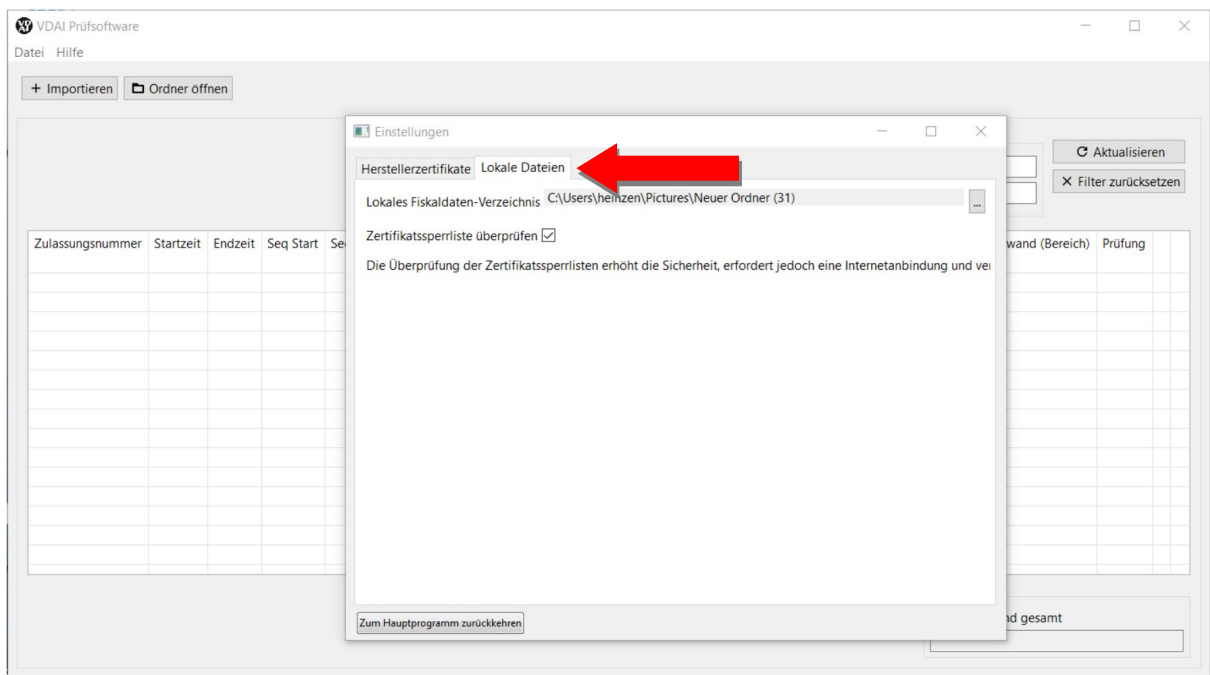 VDAI Prüfsoftware
Datei Hilfe
+ Importieren Ordner öffnen
Einstellungen
Herstellerzertifikate Lokale Dateien
Lokales Fiskaldaten-Verzeichnis C:\Users\heinzen\Pictures\Neuer Ordner (31) ...
Zertifikatssperrliste überprüfen
Die Überprüfung der Zertifikatssperrlisten erhöht die Sicherheit, erfordert jedoch eine Internetanbindung und ver
Zum Hauptprogramm zurückkehren
Aktualisieren
Filter zurücksetzen
Zulassungsnummer Startzeit Endzeit Seq Start Se wand (Bereich) Prüfung
nd gesamt